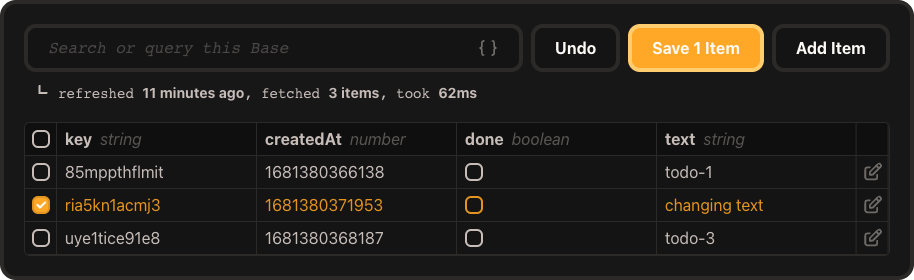 Search or query this Base { } Undo Save 1 Item Add Item
refreshed 11 minutes ago, fetched 3 items, took 62ms
key string createdAt number done boolean text string
85mppthflmit 1681380366138 todo-1
ria5kn1acmj3 1681380371953 changing text
uye1tice91e8 1681380368187 todo-3